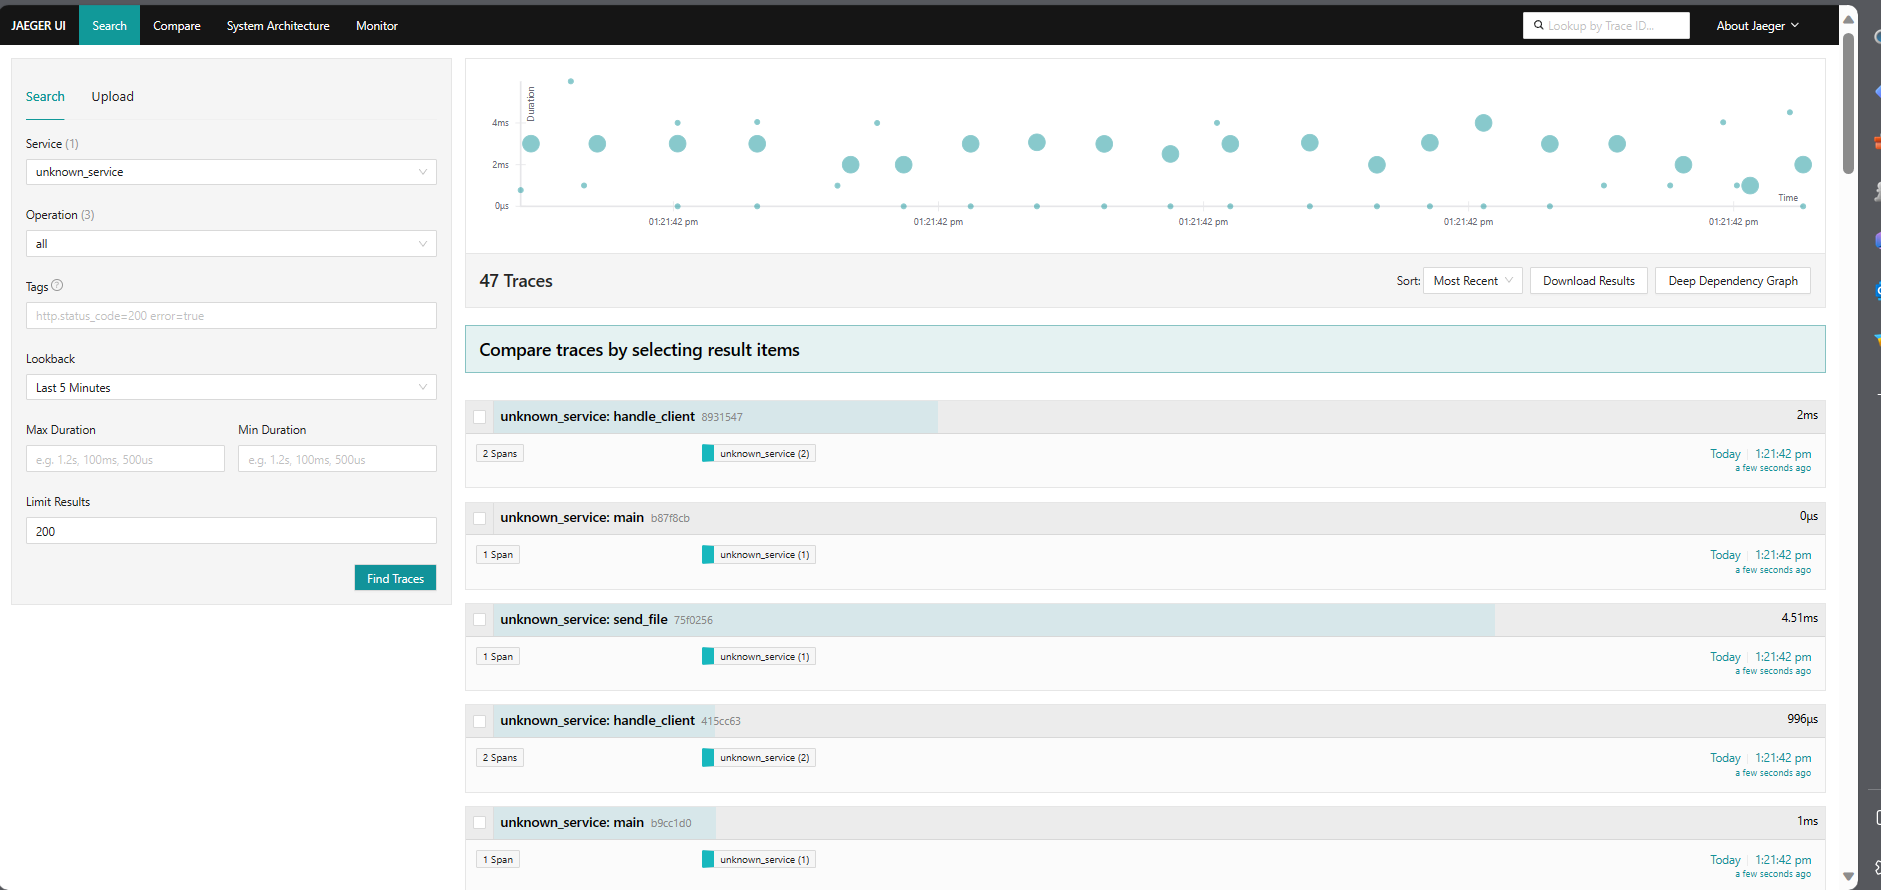 JAEGER UI
Search
Compare
System Architecture
Monitor
Lookup by Trace ID...
About Jaeger
Search
Upload
Service (1)
unknown_service
Operation (3)
all
Tags
http.status_code=200 error=true
Lookback
Last 5 Minutes
Max Duration
Min Duration
e.g. 1.2s, 100ms, 500us
e.g. 1.2s, 100ms, 500us
Limit Results
200
Find Traces
Duration
4ms
2ms
0μs
Time
01:21:42 pm
01:21:42 pm
01:21:42 pm
01:21:42 pm
01:21:42 pm
47 Traces
Sort:
Most Recent
Download Results
Deep Dependency Graph
Compare traces by selecting result items
unknown_service: handle_client 8931547
2ms
2 Spans
unknown_service (2)
Today
1:21:42 pm
a few seconds ago
unknown_service: main b87f8cb
0μs
1 Span
unknown_service (1)
Today
1:21:42 pm
a few seconds ago
unknown_service: send_file 75f0256
4.51ms
1 Span
unknown_service (1)
Today
1:21:42 pm
a few seconds ago
unknown_service: handle_client 415cc63
996μs
2 Spans
unknown_service (2)
Today
1:21:42 pm
a few seconds ago
unknown_service: main b9cc1d0
1ms
1 Span
unknown_service (1)
Today
1:21:42 pm
a few seconds ago